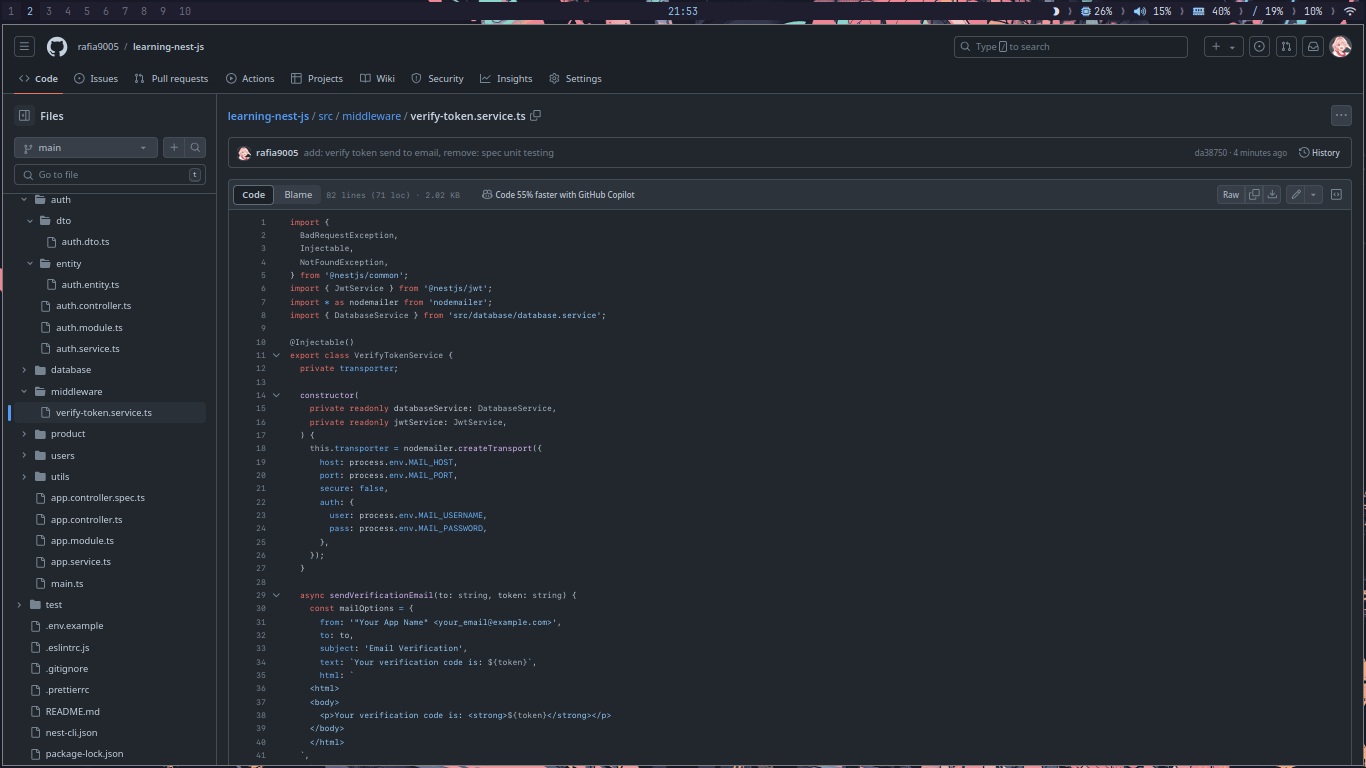 1 2 3 4 5 6 7 8 9 10
21:53
26% 15% 40% / 19% 10%
rafia9005 / learning-nest-js
Type / to search
Code Issues Pull requests Actions Projects Wiki Security Insights Settings
Files
main
Go to file t
auth
dto
auth.dto.ts
entity
auth.entity.ts
auth.controller.ts
auth.module.ts
auth.service.ts
database
middleware
verify-token.service.ts
product
users
utils
app.controller.spec.ts
app.controller.ts
app.module.ts
app.service.ts
main.ts
test
.env.example
.eslintrc.js
.gitignore
.prettierrc
README.md
nest-cli.json
package-lock.json
learning-nest-js / src / middleware / verify-token.service.ts
rafia9005 add: verify token send to email, remove: spec unit testing
da38750 · 4 minutes ago History
Code Blame 82 lines (71 loc) · 2.02 KB Code 55% faster with GitHub Copilot
Raw
1 import {
2 BadRequestException,
3 Injectable,
4 NotFoundException,
5 } from '@nestjs/common';
6 import { JwtService } from '@nestjs/jwt';
7 import * as nodemailer from 'nodemailer';
8 import { DatabaseService } from 'src/database/database.service';
9
10 @Injectable()
11 export class VerifyTokenService {
12 private transporter;
13
14 constructor(
15 private readonly databaseService: DatabaseService,
16 private readonly jwtService: JwtService,
17 ) {
18 this.transporter = nodemailer.createTransport({
19 host: process.env.MAIL_HOST,
20 port: process.env.MAIL_PORT,
21 secure: false,
22 auth: {
23 user: process.env.MAIL_USERNAME,
24 pass: process.env.MAIL_PASSWORD,
25 },
26 });
27 }
28
29 async sendVerificationEmail(to: string, token: string) {
30 const mailOptions = {
31 from: '"Your App Name" <your_email@example.com>',
32 to: to,
33 subject: 'Email Verification',
34 text: `Your verification code is: ${token}`,
35 html: `
36 <html>
37 <body>
38 <p>Your verification code is: <strong>${token}</strong></p>
39 </body>
40 </html>
41 `,